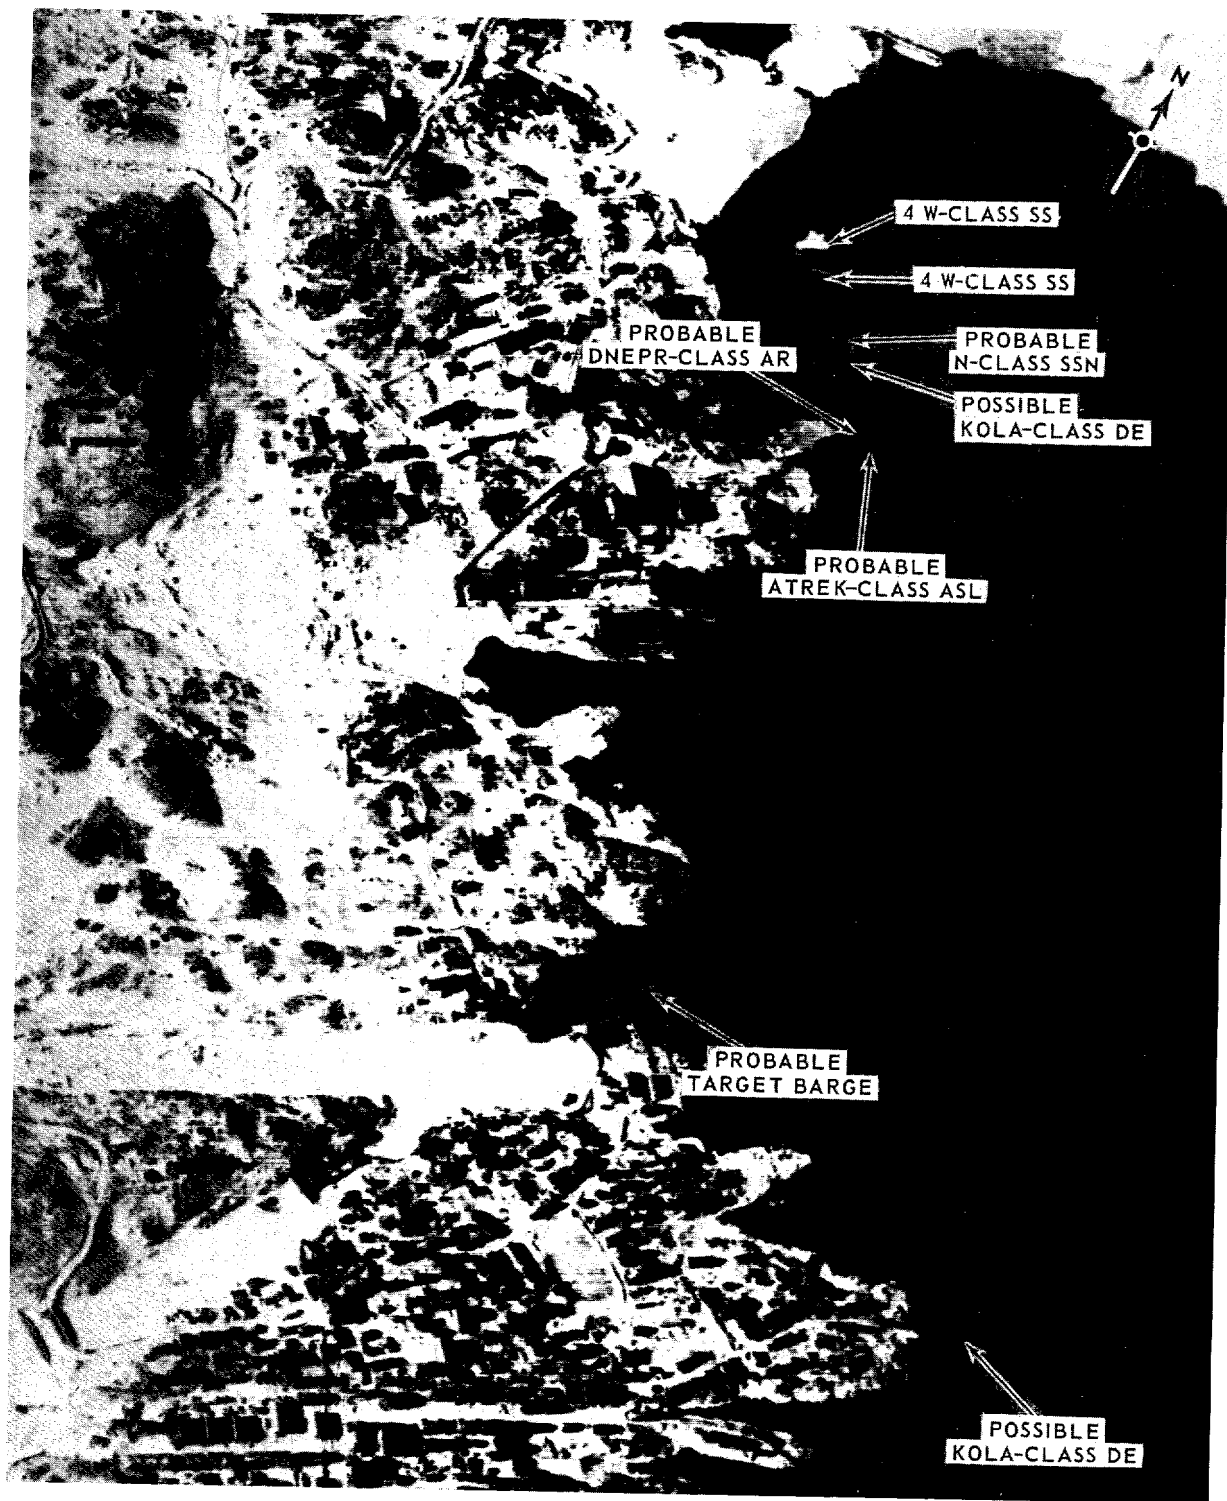 N
4 W-CLASS SS
4 W-CLASS SS
PROBABLE
DNEPR-CLASS AR
PROBABLE
N-CLASS SSN
POSSIBLE
KOLA-CLASS DE
PROBABLE
ATREK-CLASS ASL
PROBABLE
TARGET BARGE
POSSIBLE
KOLA-CLASS DE